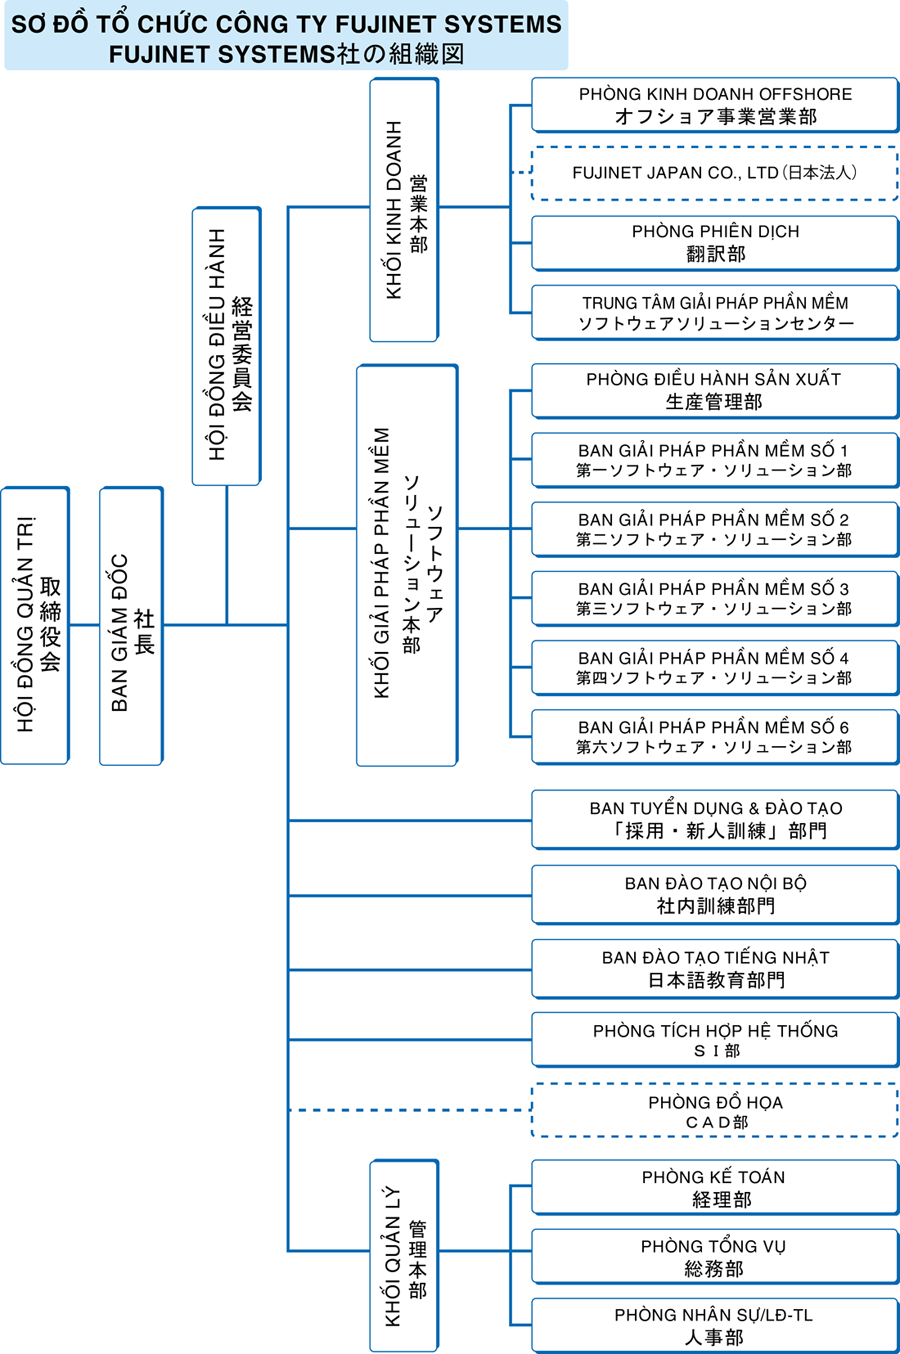 SƠ ĐỒ TỔ CHỨC CÔNG TY FUJINET SYSTEMS
FUJINET SYSTEMS社の組織図
HỘI ĐỒNG QUẢN TRỊ
取締役会
BAN GIÁM ĐỐC
社長
HỘI ĐỒNG ĐIỀU HÀNH
経営委員会
KHỐI KINH DOANH
営業本部
PHÒNG KINH DOANH OFFSHORE
オフショア事業営業部
FUJINET JAPAN CO., LTD（日本法人）
PHÒNG PHIÊN DỊCH
翻訳部
TRUNG TÂM GIẢI PHÁP PHẦN MỀM
ソフトウェアソリューションセンター
KHỐI GIẢI PHÁP PHẦN MỀM
ソフトウェア
ソリューション本部
PHÒNG ĐIỀU HÀNH SẢN XUẤT
生産管理部
BAN GIẢI PHÁP PHẦN MỀM SỐ 1
第一ソフトウェア・ソリューション部
BAN GIẢI PHÁP PHẦN MỀM SỐ 2
第二ソフトウェア・ソリューション部
BAN GIẢI PHÁP PHẦN MỀM SỐ 3
第三ソフトウェア・ソリューション部
BAN GIẢI PHÁP PHẦN MỀM SỐ 4
第四ソフトウェア・ソリューション部
BAN GIẢI PHÁP PHẦN MỀM SỐ 6
第六ソフトウェア・ソリューション部
BAN TUYỂN DỤNG & ĐÀO TẠO
「採用・新人訓練」部門
BAN ĐÀO TẠO NỘI BỘ
社内訓練部門
BAN ĐÀO TẠO TIẾNG NHẬT
日本語教育部門
PHÒNG TÍCH HỢP HỆ THỐNG
ＳＩ部
PHÒNG ĐỒ HỌA
ＣＡＤ部
KHỐI QUẢN LÝ
管理本部
PHÒNG KẾ TOÁN
経理部
PHÒNG TỔNG VỤ
総務部
PHÒNG NHÂN SỰ/LĐ-TL
人事部